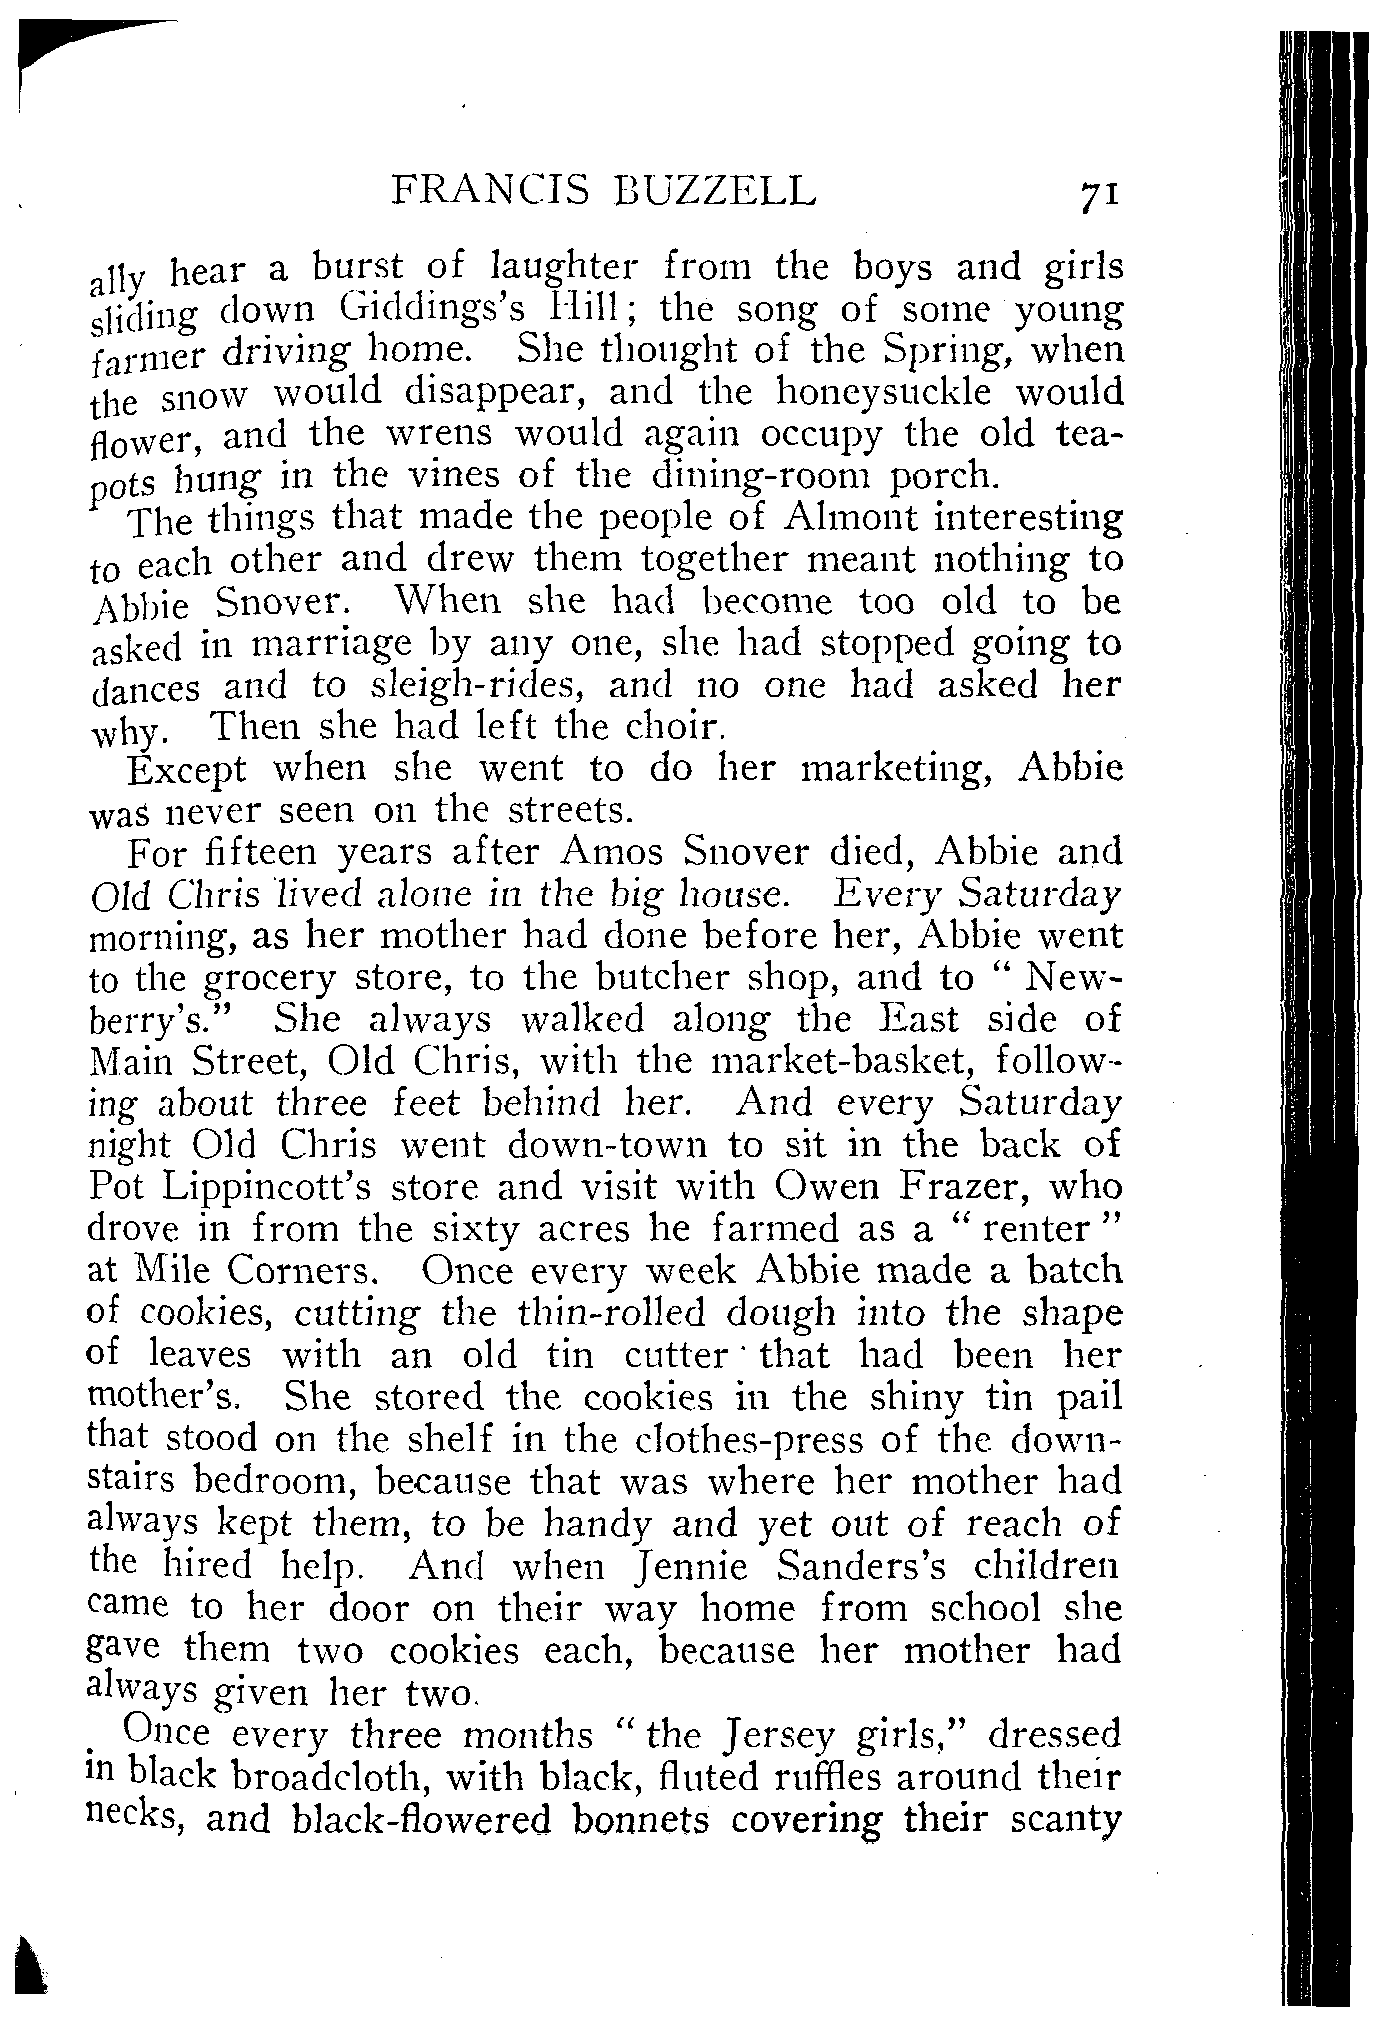 FRANCIS BUZZELL 71
ally hear a burst of laughter from the boys and girls
sliding down Giddings's Hill; the song of some young
farmer driving home. She thought of the Spring, when
the snow would disappear, and the honeysuckle would
flower, and the wrens would again occupy the old tea-
pots hung in the vines of the dining-room porch.
The things that made the people of Almont interesting
to each other and drew them together meant nothing to
Abbie Snover. When she had become too old to be
asked in marriage by any one, she had stopped going to
dances and to sleigh-rides, and no one had asked her
why. Then she had left the choir.
Except when she went to do her marketing, Abbie
was never seen on the streets.
For fifteen years after Amos Snover died, Abbie and
Old Chris lived alone in the big house. Every Saturday
morning, as her mother had done before her, Abbie went
to the grocery store, to the butcher shop, and to “ New-
berry's.” She always walked along the East side of
Main Street, Old Chris, with the market-basket, follow-
ing about three feet behind her. And every Saturday
night Old Chris went down-town to sit in the back of
Pot Lippincott's store and visit with Owen Frazer, who
drove in from the sixty acres he farmed as a “ renter ”
at Mile Corners. Once every week Abbie made a batch
of cookies, cutting the thin-rolled dough into the shape
of leaves with an old tin cutter that had been her
mother's. She stored the cookies in the shiny tin pail
that stood on the shelf in the clothes-press of the down-
stairs bedroom, because that was where her mother had
always kept them, to be handy and yet out of reach of
the hired help. And when Jennie Sanders's children
came to her door on their way home from school she
gave them two cookies each, because her mother had
always given her two.
Once every three months “ the Jersey girls,” dressed
in black broadcloth, with black, fluted ruffles around their
necks, and black-flowered bonnets covering their scanty